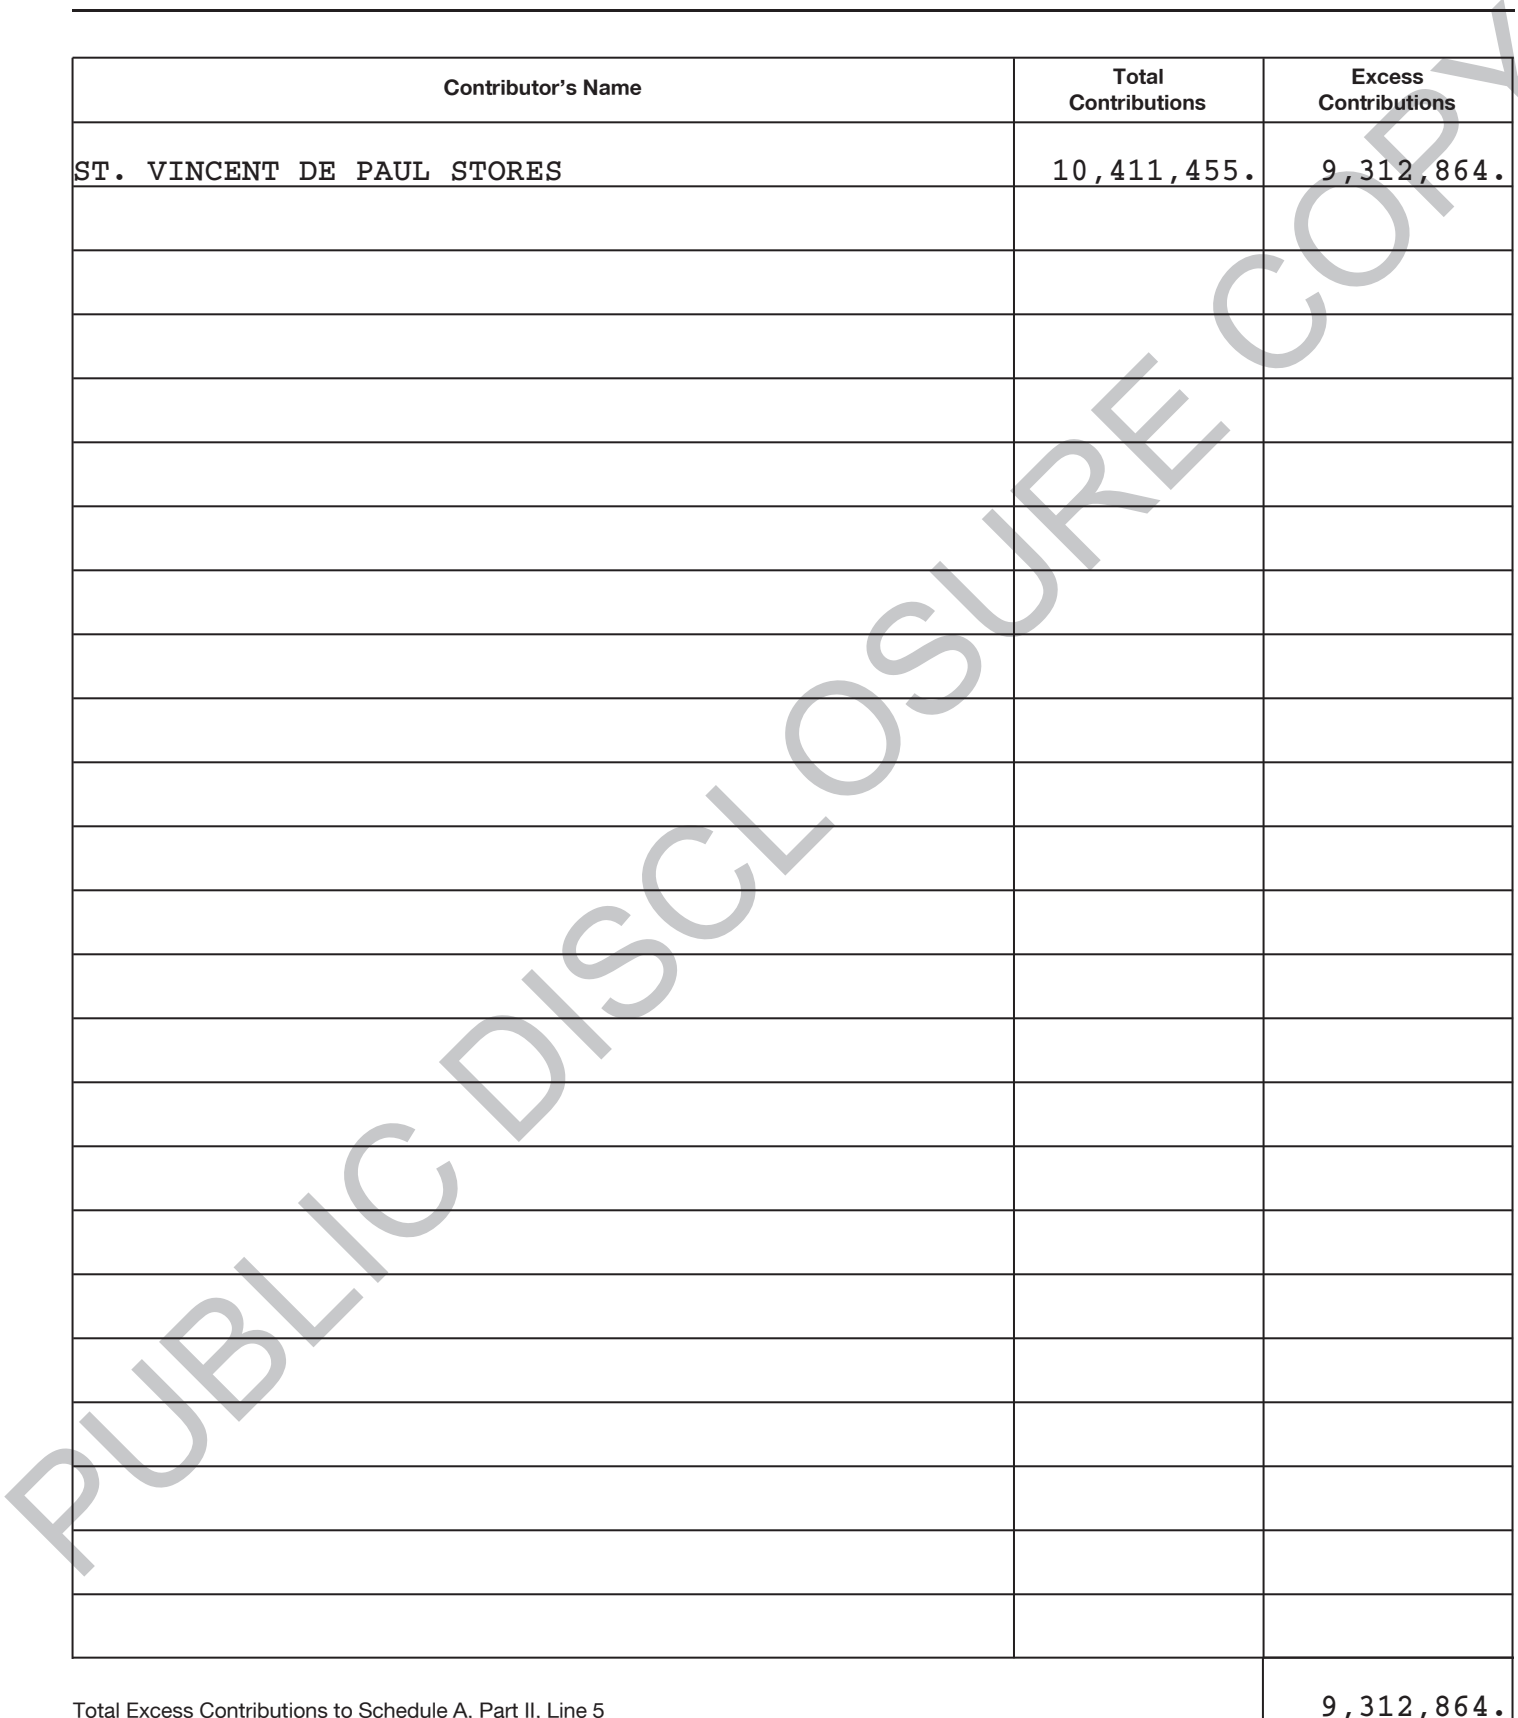 Contributor's Name
Total
Contributions
Excess
Contributions
ST. VINCENT DE PAUL STORES 10,411,455. 9,312,864.
PUBLIC DISCLOSURE COPY
Total Excess Contributions to Schedule A, Part II, Line 5 9,312,864.